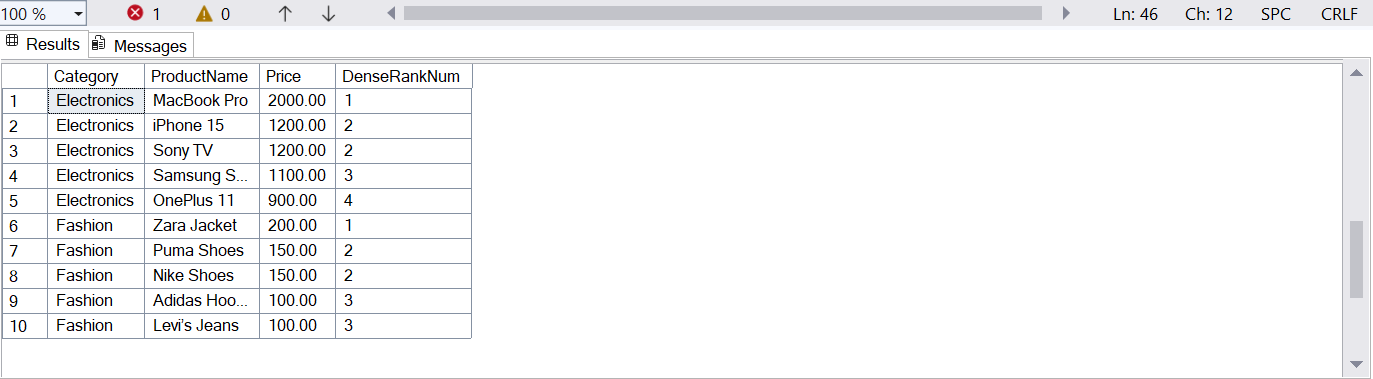 100 % 1 0 Ln: 46 Ch: 12 SPC CRLF
Results Messages
Category ProductName Price DenseRankNum
1 Electronics MacBook Pro 2000.00 1
2 Electronics iPhone 15 1200.00 2
3 Electronics Sony TV 1200.00 2
4 Electronics Samsung S... 1100.00 3
5 Electronics OnePlus 11 900.00 4
6 Fashion Zara Jacket 200.00 1
7 Fashion Puma Shoes 150.00 2
8 Fashion Nike Shoes 150.00 2
9 Fashion Adidas Hoo... 100.00 3
10 Fashion Levi’s Jeans 100.00 3